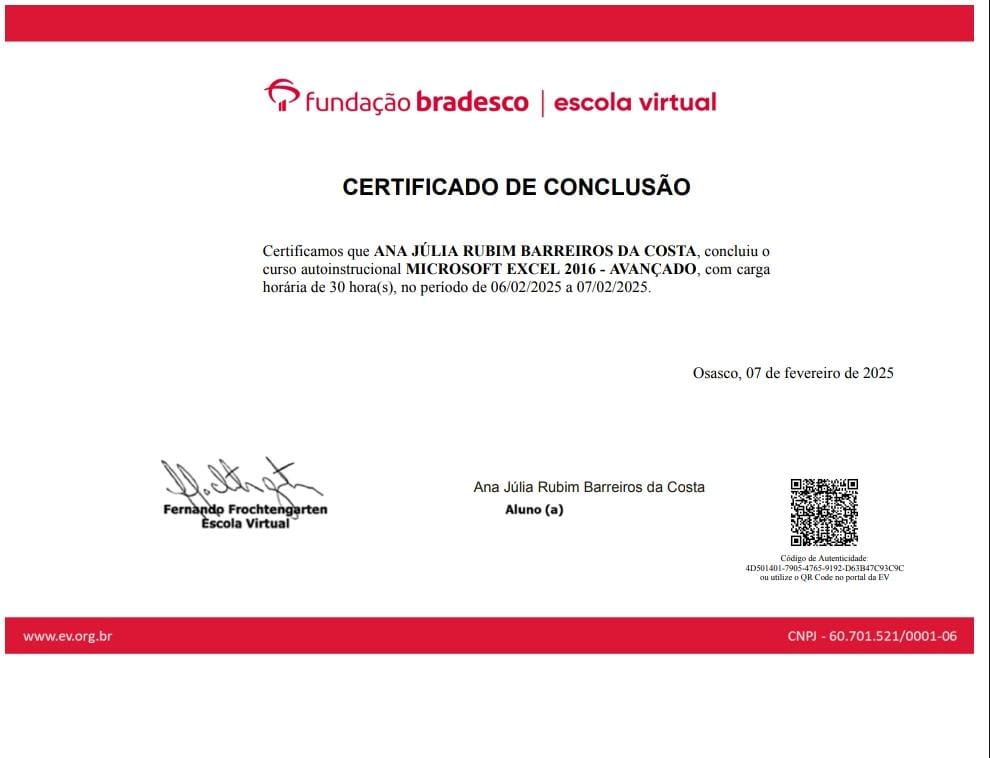 fundação bradesco | escola virtual
CERTIFICADO DE CONCLUSÃO
Certificamos que ANA JÚLIA RUBIM BARREIROS DA COSTA, concluiu o
curso autoinstrucional MICROSOFT EXCEL 2016 - AVANÇADO, com carga
horária de 30 hora(s), no período de 06/02/2025 a 07/02/2025.
Osasco, 07 de fevereiro de 2025
Fernando Frochtengarten
Escola Virtual
Ana Júlia Rubim Barreiros da Costa
Aluno (a)
Código de Autenticidade:
4D501401-7905-4765-9192-D63B47C93C9C
ou utilize o QR Code no portal da EV
www.ev.org.br
CNPJ - 60.701.521/0001-06